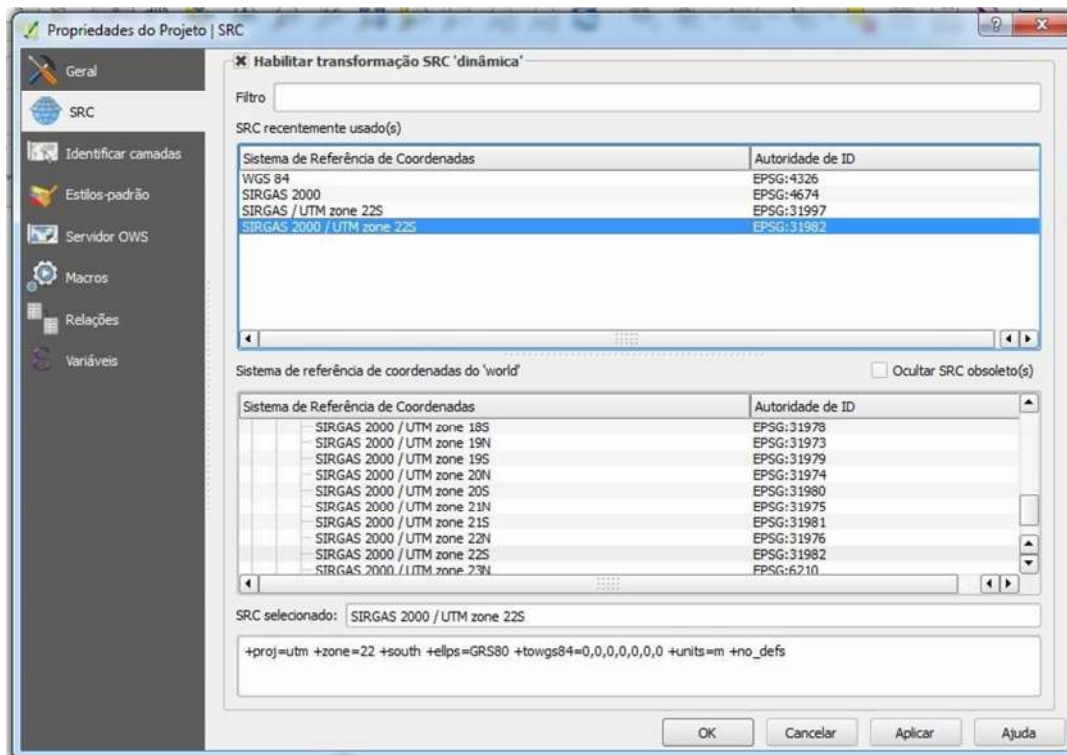 Propriedades do Projeto | SRC
Geral
SRC
Identificar camadas
Estilos-padrão
Servidor OWS
Macros
Relações
Variáveis
Habilitar transformação SRC 'dinâmica'
Filtro
SRC recentemente usado(s)
Sistema de Referência de Coordenadas Autoridade de ID
WGS 84 EPSG:4326
SIRGAS 2000 EPSG:4674
SIRGAS / UTM zone 22S EPSG:31997
SIRGAS 2000 / UTM zone 22S EPSG:31982
Sistema de referência de coordenadas do 'world' Ocultar SRC obsoleto(s)
Sistema de Referência de Coordenadas Autoridade de ID
SIRGAS 2000 / UTM zone 18S EPSG:31978
SIRGAS 2000 / UTM zone 19N EPSG:31973
SIRGAS 2000 / UTM zone 19S EPSG:31979
SIRGAS 2000 / UTM zone 20N EPSG:31974
SIRGAS 2000 / UTM zone 20S EPSG:31980
SIRGAS 2000 / UTM zone 21N EPSG:31975
SIRGAS 2000 / UTM zone 21S EPSG:31981
SIRGAS 2000 / UTM zone 22N EPSG:31976
SIRGAS 2000 / UTM zone 22S EPSG:31982
SIRGAS 2000 / UTM zone 23N EPSG:6210
SRC selecionado: SIRGAS 2000 / UTM zone 22S
+proj=utm +zone=22 +south +ellps=GRS80 +towgs84=0,0,0,0,0,0,0 +units=m +no_defs
OK Cancelar Aplicar Ajuda